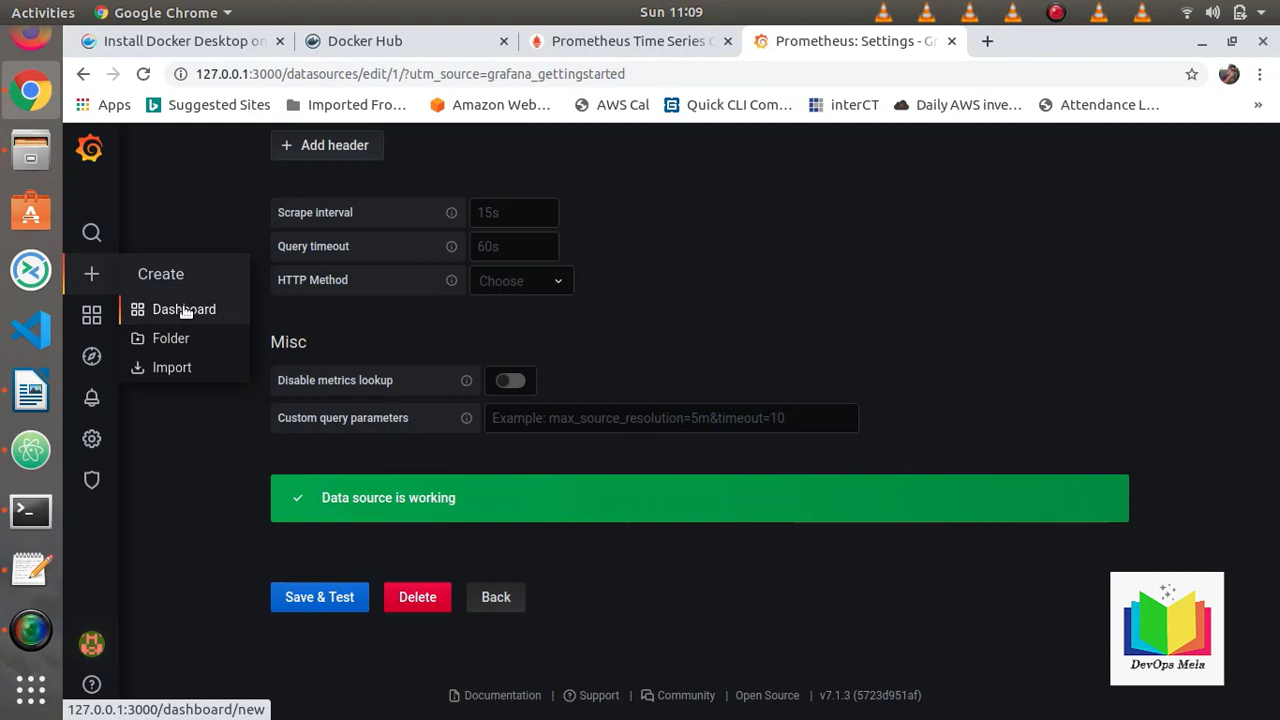 Activities
Google Chrome
Sun 11:09
Install Docker Desktop on
Docker Hub
Prometheus Time Series C
Prometheus: Settings - Gr
127.0.0.1:3000/datasources/edit/1/?utm_source=grafana_gettingstarted
Apps
Suggested Sites
Imported Fro...
Amazon Web...
AWS Cal
Quick CLI Com...
interCT
Daily AWS inve...
Attendance L...
»
+ Add header
Scrape interval
15s
Query timeout
60s
HTTP Method
Choose
Create
Dashboard
Folder
Import
Misc
Disable metrics lookup
Custom query parameters
Example: max_source_resolution=5m&timeout=10
Data source is working
Save & Test
Delete
Back
DevOps Mela
Documentation | Support | Community | Open Source | v7.1.3 (5723d951af)
127.0.0.1:3000/dashboard/new